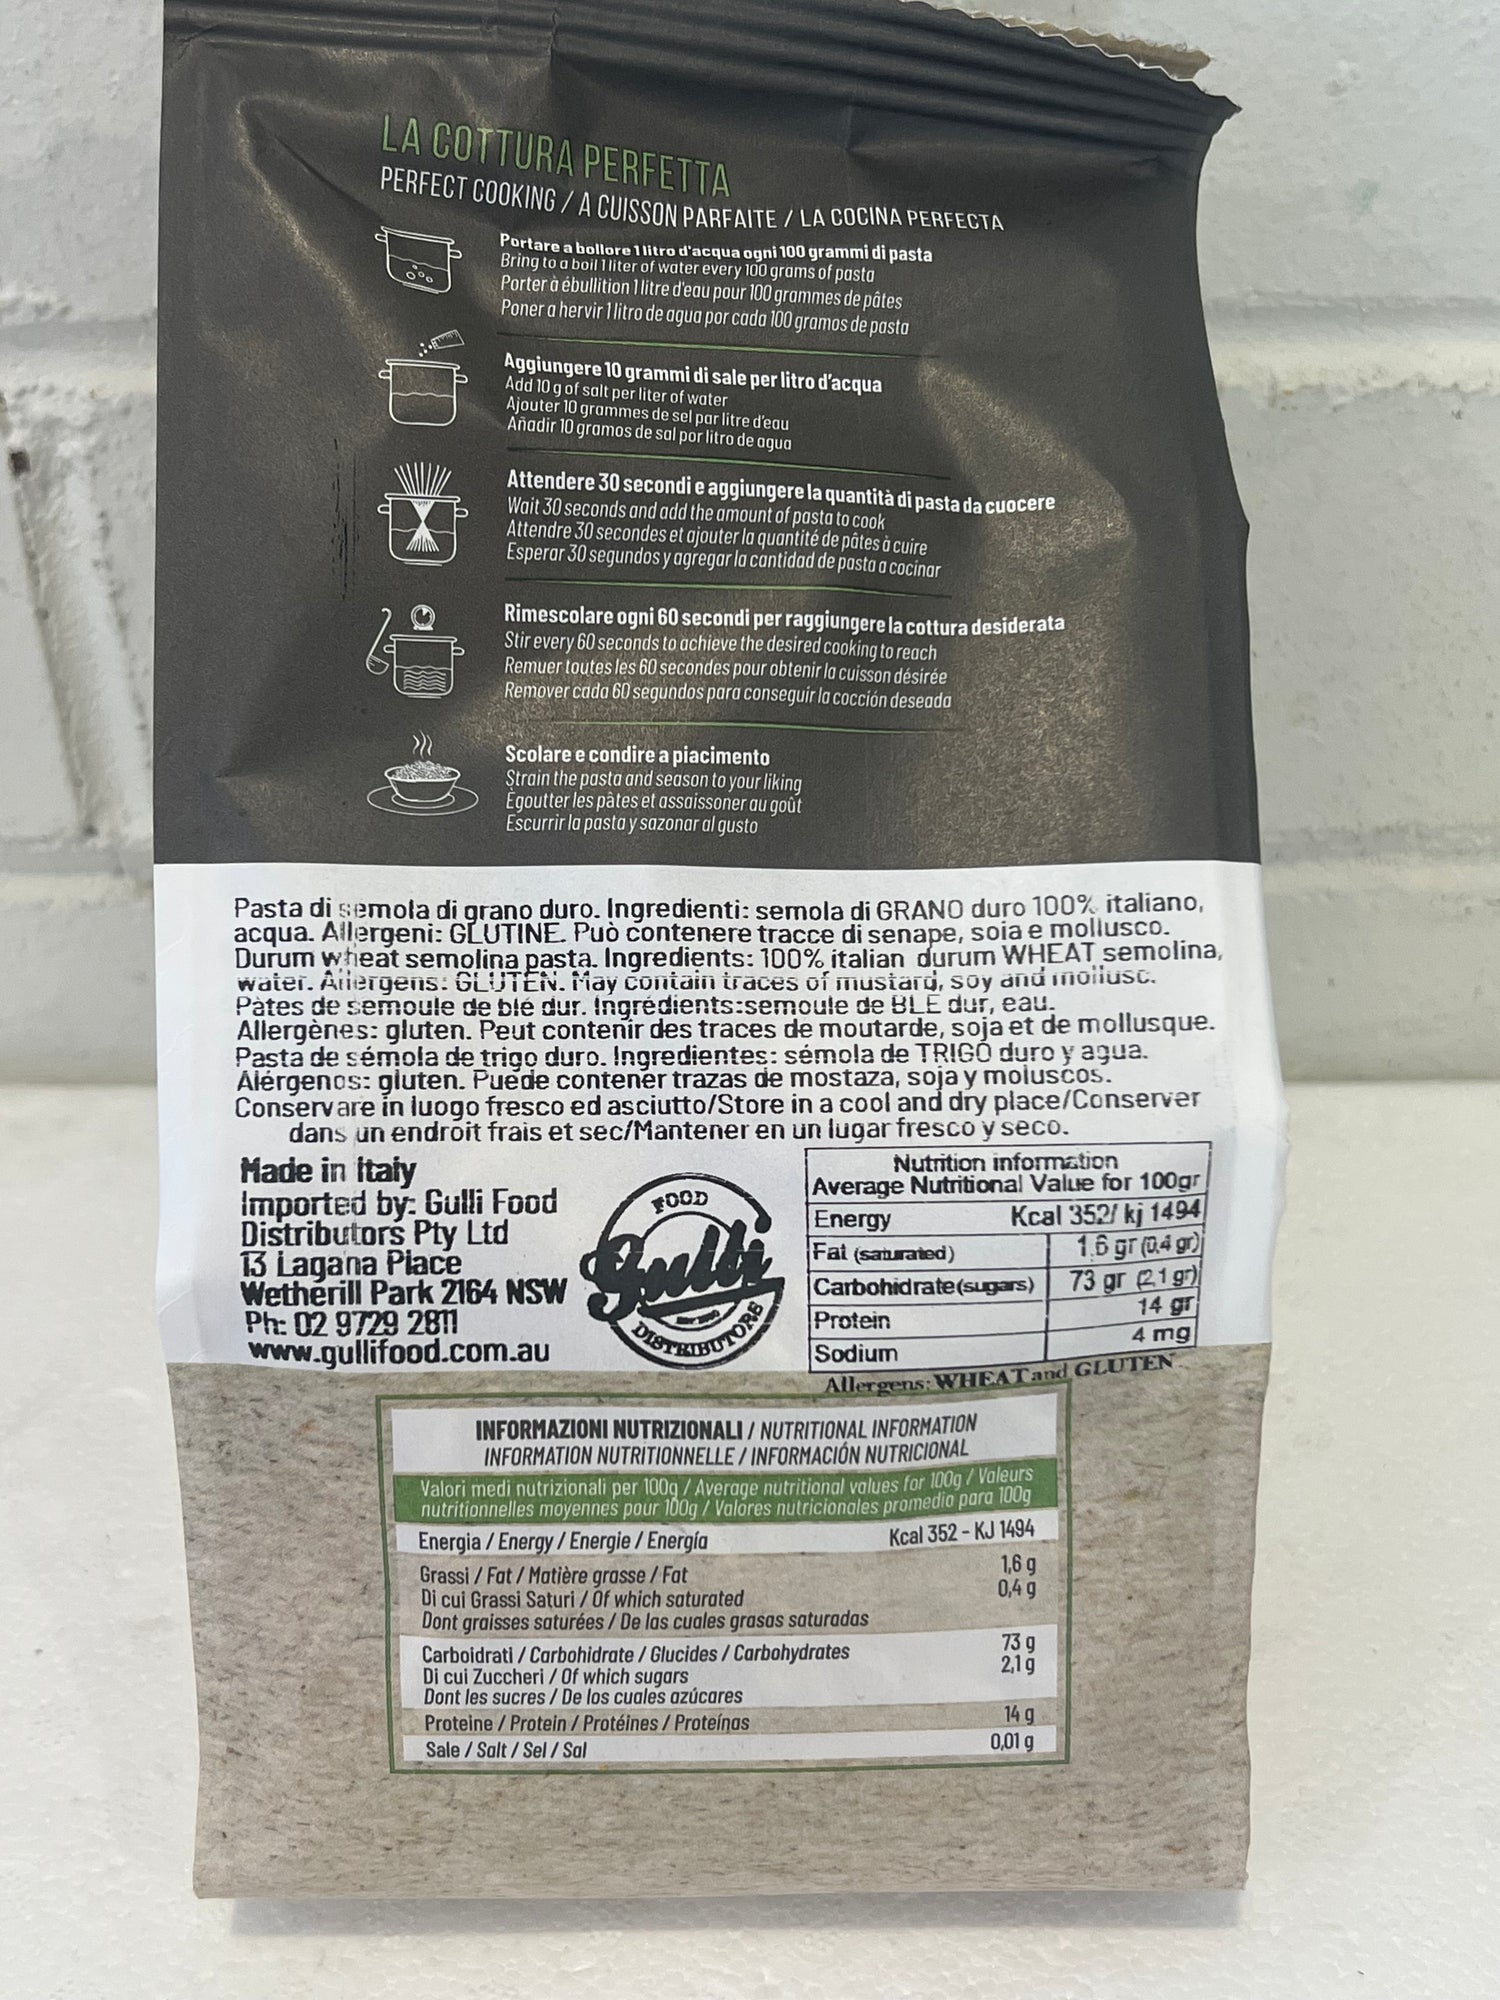 LA COTTURA PERFETTA
PERFECT COOKING / A CUISSON PARFAITE / LA COCINA PERFECTA
Portare a bollore 1 litro d'acqua ogni 100 grammi di pasta
Bring to a boil 1 liter of water every 100 grams of pasta
Porter à ébullition 1 litre d'eau pour 100 grammes de pâtes
Poner a hervir 1 litro de agua por cada 100 gramos de pasta
Aggiungere 10 grammi di sale per litro d'acqua
Add 10 g of salt per liter of water
Ajouter 10 grammes de sel par litre d'eau
Añadir 10 gramos de sal por litro de agua
Attendere 30 secondi e aggiungere la quantità di pasta da cuocere
Wait 30 seconds and add the amount of pasta to cook
Attendre 30 secondes et ajouter la quantité de pâtes à cuire
Esperar 30 segundos y agregar la cantidad de pasta a cocinar
Rimescolare ogni 60 secondi per raggiungere la cottura desiderata
Stir every 60 seconds to achieve the desired cooking to reach
Remuer toutes les 60 secondes pour obtenir la cuisson désirée
Remover cada 60 segundos para conseguir la cocción deseada
Scolare e condire a piacimento
Strain the pasta and season to your liking
Égoutter les pâtes et assaissoner au goût
Escurrir la pasta y sazonar al gusto
Pasta di semola di grano duro. Ingredienti: semola di GRANO duro 100% italiano,
acqua. Allergeni: GLUTINE. Può contenere tracce di senape, soia e mollusco.
Durum wheat semolina pasta. Ingredients: 100% italian durum WHEAT semolina,
water. Allergens: GLUTEN. May contain traces of mustard, soy and mollusc.
Pàtes de semoule de blé dur. Ingrédients:semoule de BLE dur, eau.
Allergènes: gluten. Peut contenir des traces de moutarde, soja et de mollusque.
Pasta de sémola de trigo duro. Ingredientes: sémola de TRIGO duro y agua.
Alérgenos: gluten. Puede contener trazas de mostaza, soja y moluscos.
Conservare in luogo fresco ed asciutto/Store in a cool and dry place/Conserver
dans un endroit frais et sec/Mantener en un lugar fresco y seco.
Made in Italy
Imported by: Gulli Food
Distributors Pty Ltd
13 Lagana Place
Wetherill Park 2164 NSW
Ph: 02 9729 2811
www.gullifood.com.au
FOOD
Gulli
DISTRIBUTORS
Nutrition information
Average Nutritional Value for 100gr
Energy Kcal 352/ kj 1494
Fat (saturated) 1.6 gr (0.4 gr)
Carbohidrate(sugars) 73 gr (2.1 gr)
Protein 14 gr
Sodium 4 mg
Allergens: WHEAT and GLUTEN
INFORMAZIONI NUTRIZIONALI / NUTRITIONAL INFORMATION
INFORMATION NUTRITIONNELLE / INFORMACIÓN NUTRICIONAL
Valori medi nutrizionali per 100g / Average nutritional values for 100g / Valeurs
nutritionnelles moyennes pour 100g / Valores nutricionales promedio para 100g
Energia / Energy / Energie / Energía Kcal 352 - KJ 1494
Grassi / Fat / Matière grasse / Fat 1,6 g
Di cui Grassi Saturi / Of which saturated 0,4 g
Dont graisses saturées / De las cuales grasas saturadas
Carboidrati / Carbohidrate / Glucides / Carbohydrates 73 g
Di cui Zuccheri / Of which sugars 2,1 g
Dont les sucres / De los cuales azúcares
Proteine / Protein / Protéines / Proteínas 14 g
Sale / Salt / Sel / Sal 0,01 g